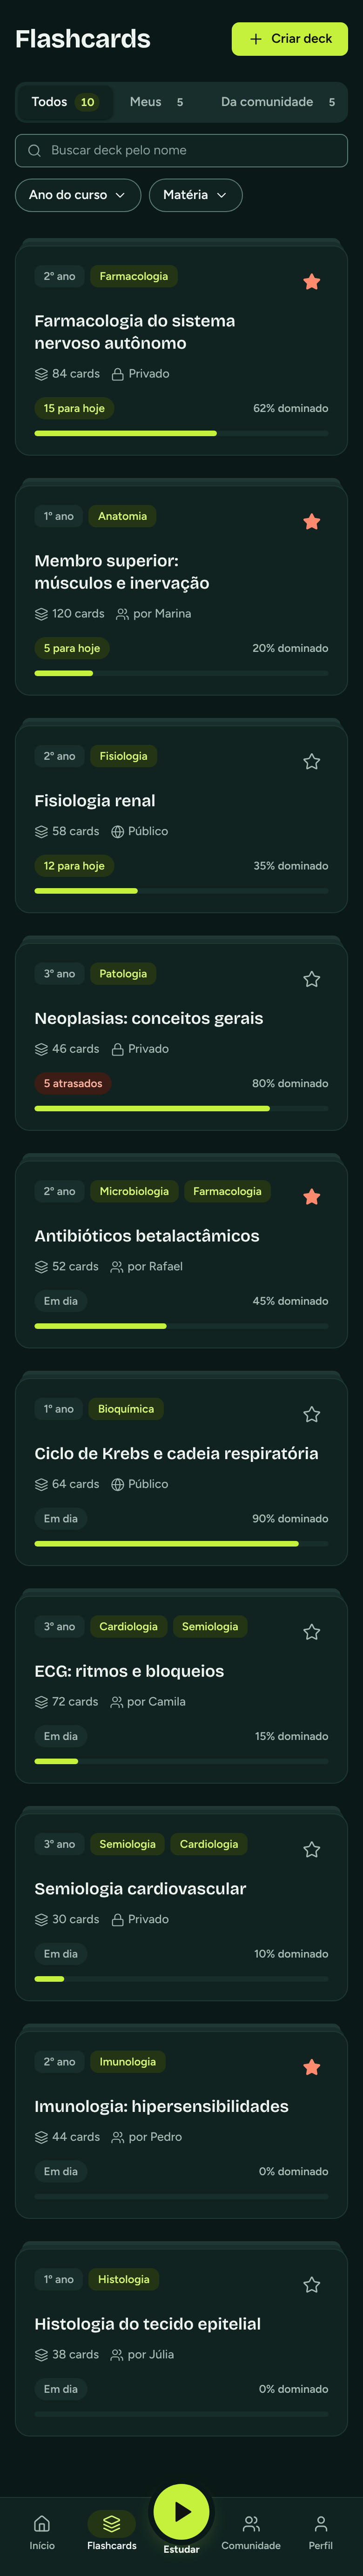 Flashcards
Criar deck
Todos 10 Meus 5 Da comunidade 5
Buscar deck pelo nome
Ano do curso Matéria
2º ano Farmacologia
Farmacologia do sistema
nervoso autônomo
84 cards Privado
15 para hoje 62% dominado
1º ano Anatomia
Membro superior:
músculos e inervação
120 cards por Marina
5 para hoje 20% dominado
2º ano Fisiologia
Fisiologia renal
58 cards Público
12 para hoje 35% dominado
3º ano Patologia
Neoplasias: conceitos gerais
46 cards Privado
5 atrasados 80% dominado
2º ano Microbiologia Farmacologia
Antibióticos betalactâmicos
52 cards por Rafael
Em dia 45% dominado
1º ano Bioquímica
Ciclo de Krebs e cadeia respiratória
64 cards Público
Em dia 90% dominado
3º ano Cardiologia Semiologia
ECG: ritmos e bloqueios
72 cards por Camila
Em dia 15% dominado
3º ano Semiologia Cardiologia
Semiologia cardiovascular
30 cards Privado
Em dia 10% dominado
2º ano Imunologia
Imunologia: hipersensibilidades
44 cards por Pedro
Em dia 0% dominado
1º ano Histologia
Histologia do tecido epitelial
38 cards por Júlia
Em dia 0% dominado
Início Flashcards Estudar Comunidade Perfil